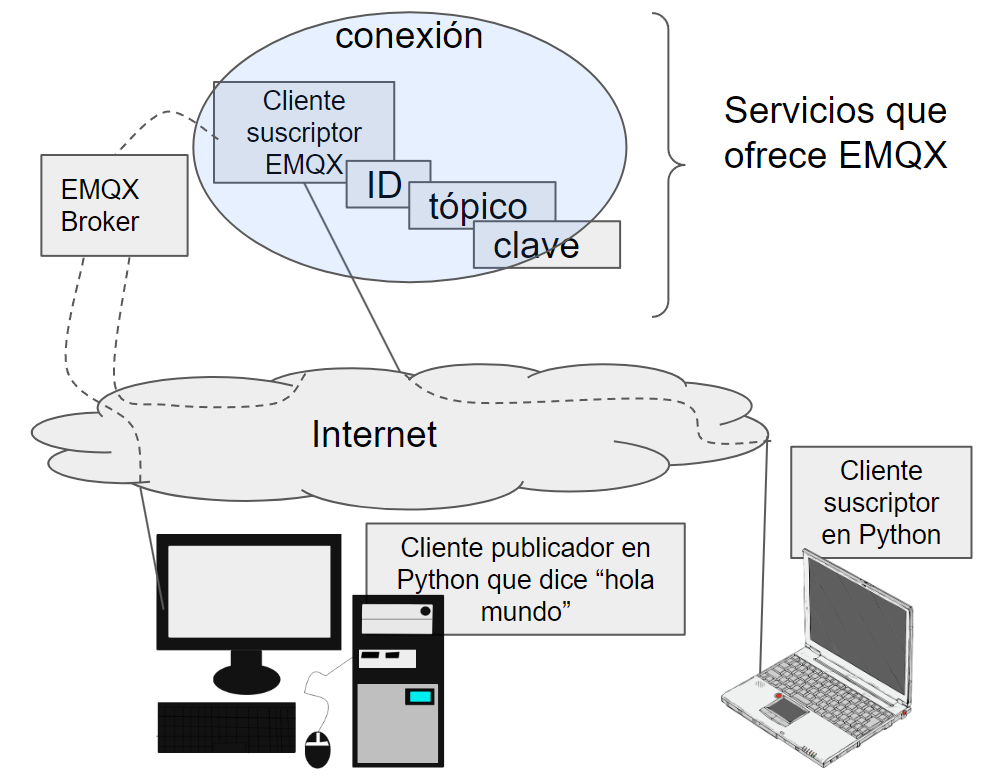 conexión
Cliente
suscriptor
EMQX
ID
tópico
clave
Servicios que
ofrece EMQX
EMQX
Broker
Internet
Cliente
suscriptor
en Python
Cliente publicador en
Python que dice “hola
mundo”